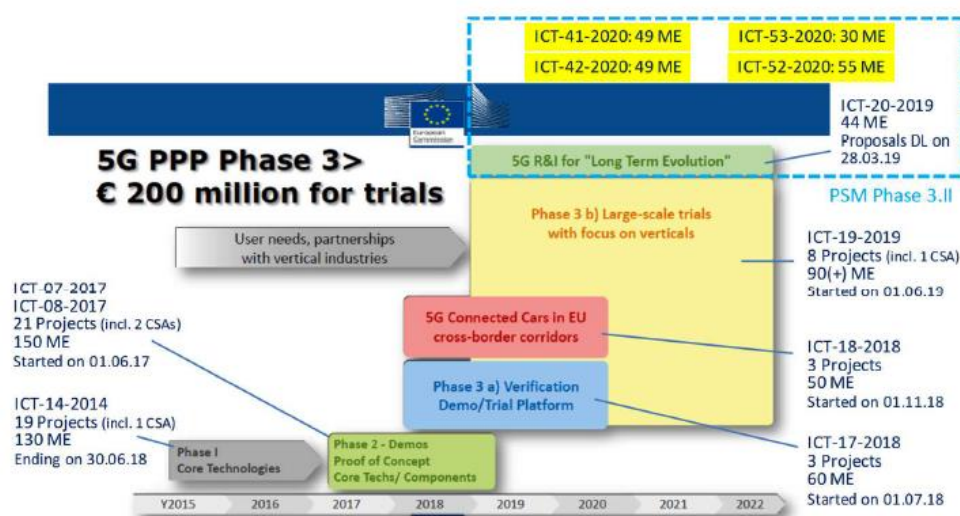 ICT-41-2020: 49 ME
ICT-53-2020: 30 ME
ICT-42-2020: 49 ME
ICT-52-2020: 55 ME
European
Commission
ICT-20-2019
44 ME
Proposals DL on
28.03.19
5G PPP Phase 3>
€ 200 million for trials
5G R&I for "Long Term Evolution"
PSM Phase 3.II
Phase 3 b) Large-scale trials
with focus on verticals
User needs, partnerships
with vertical industries
ICT-19-2019
8 Projects (incl. 1 CSA)
90(+) ME
Started on 01.06.19
ICT-07-2017
ICT-08-2017
21 Projects (incl. 2 CSAs)
150 ME
Started on 01.06.17
5G Connected Cars in EU
cross-border corridors
ICT-18-2018
3 Projects
50 ME
Started on 01.11.18
Phase 3 a) Verification
Demo/Trial Platform
ICT-14-2014
19 Projects (incl. 1 CSA)
130 ME
Ending on 30.06.18
Phase I
Core Technologies
Phase 2 - Demos
Proof of Concept
Core Techs/ Components
ICT-17-2018
3 Projects
60 ME
Started on 01.07.18
Y2015 2016 2017 2018 2019 2020 2021 2022